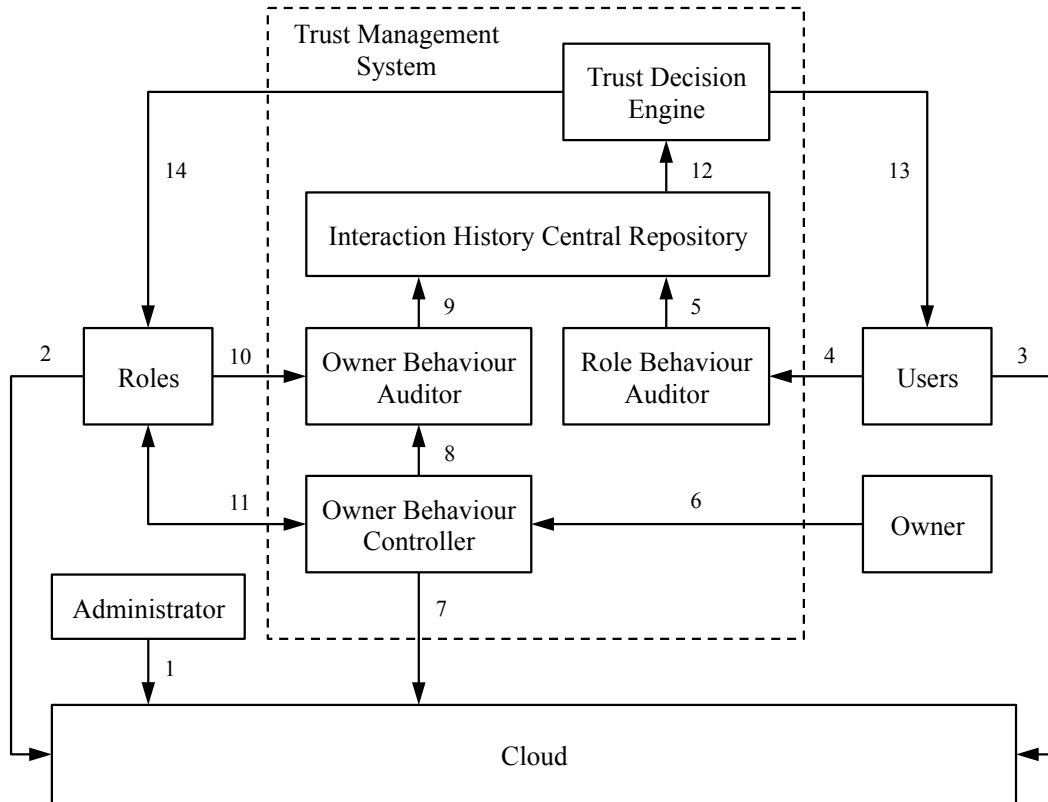 Trust Management
System
Trust Decision
Engine
14
12
13
Interaction History Central Repository
9
5
2
Roles
10
Owner Behaviour
Auditor
Role Behaviour
Auditor
4
Users
3
8
11
Owner Behaviour
Controller
6
Owner
Administrator
7
1
Cloud